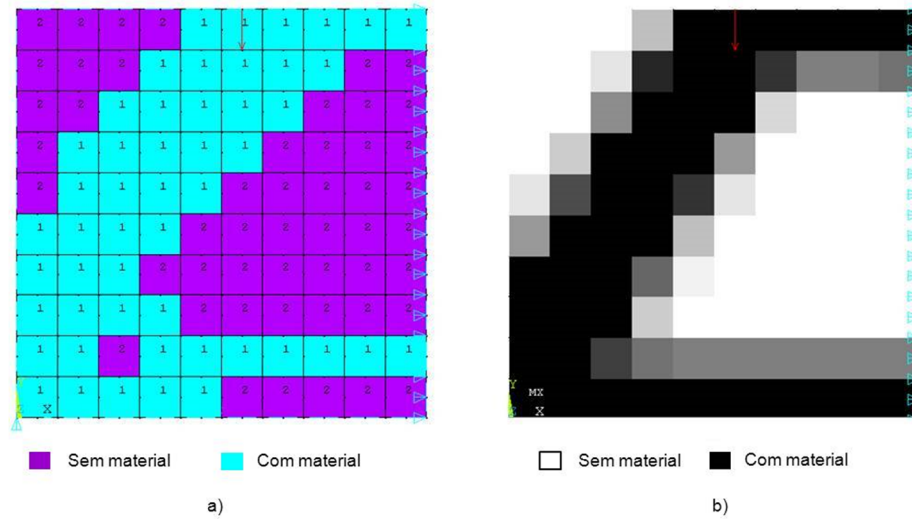 2 2 2 2 1 1 1 1 1 1
2 2 2 1 1 1 1 1 2 2
2 2 1 1 1 1 1 2 2 2
2 1 1 1 1 1 2 2 2 2
2 1 1 1 1 2 2 2 2 2
1 1 1 1 2 2 2 2 2 2
1 1 1 2 2 2 2 2 2 2
1 1 1 1 2 2 2 2 2 2
1 1 2 1 1 1 1 1 1 1
1 1 1 1 1 2 2 2 2 2
X
Y
MX
X
Sem material
Com material
Sem material
Com material
a)
b)